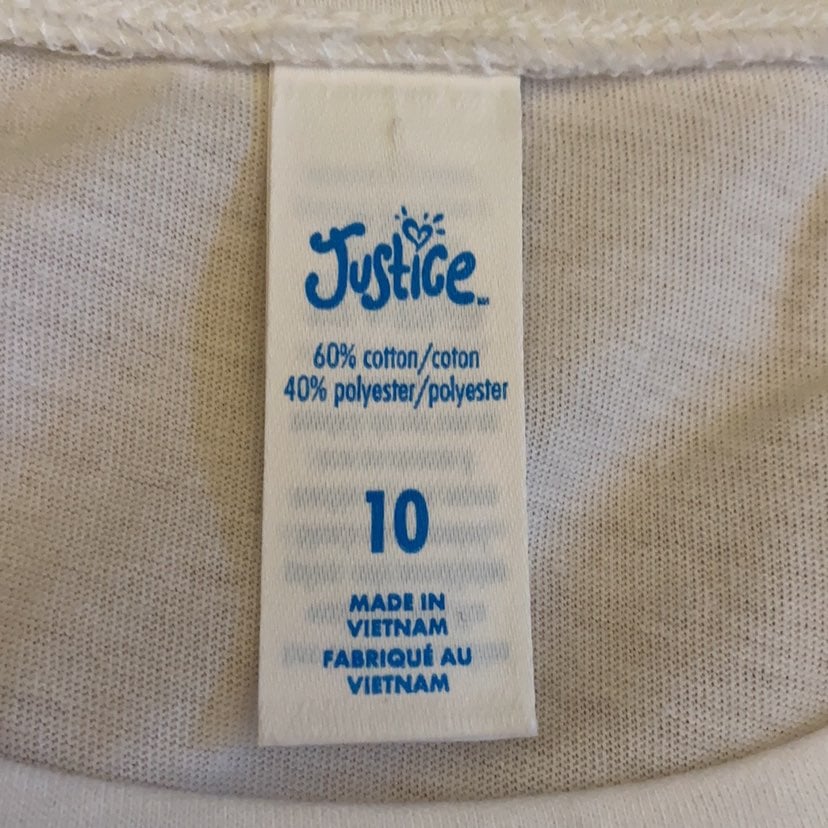 Justice
60% cotton/coton
40% polyester/polyester
10
MADE IN
VIETNAM
FABRIQUÉ AU
VIETNAM